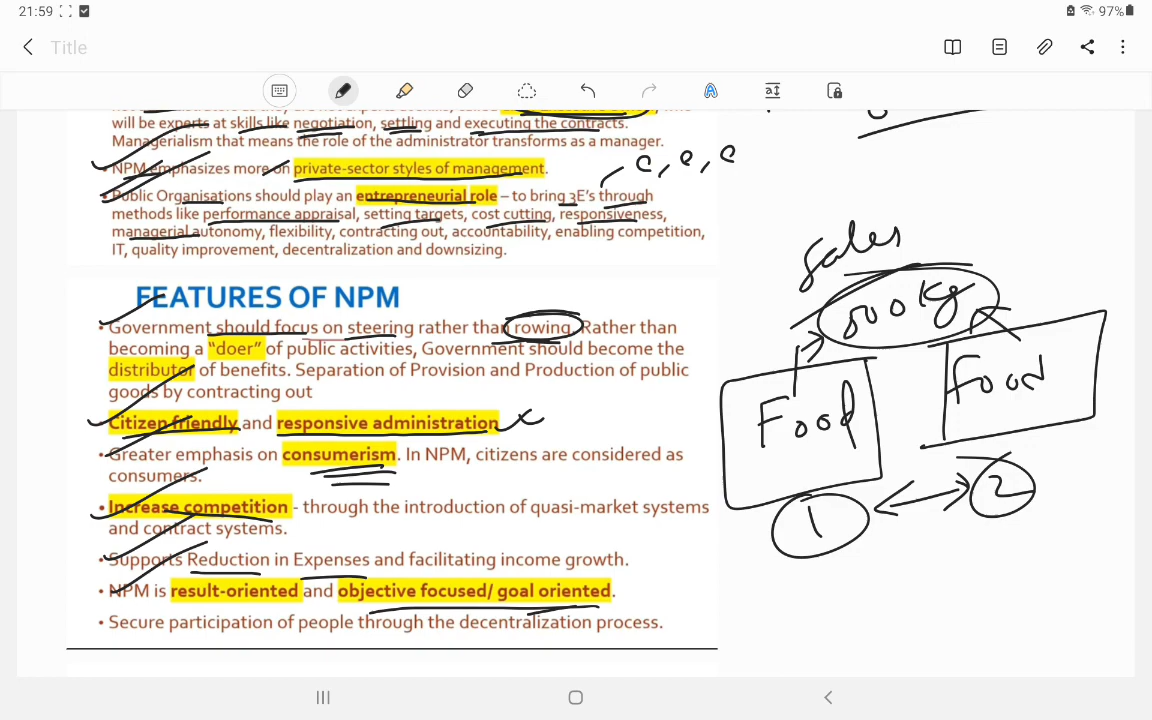 21:59
97%
Title
will be experts at skills like negotiation, settling and executing the contracts.
Managerialism that means the role of the administrator transforms as a manager.
• NPM emphasizes more on private-sector styles of management.
e, e, e
• Public Organisations should play an entrepreneurial role – to bring 3E's through
methods like performance appraisal, setting targets, cost cutting, responsiveness,
managerial autonomy, flexibility, contracting out, accountability, enabling competition,
IT, quality improvement, decentralization and downsizing.
FEATURES OF NPM
• Government should focus on steering rather than rowing. Rather than
becoming a "doer" of public activities, Government should become the
distributor of benefits. Separation of Provision and Production of public
goods by contracting out
• Citizen friendly and responsive administration
• Greater emphasis on consumerism. In NPM, citizens are considered as
consumers.
• Increase competition - through the introduction of quasi-market systems
and contract systems.
• Supports Reduction in Expenses and facilitating income growth.
• NPM is result-oriented and objective focused/ goal oriented.
• Secure participation of people through the decentralization process.
sales
500 kg
Food
Food
1
2